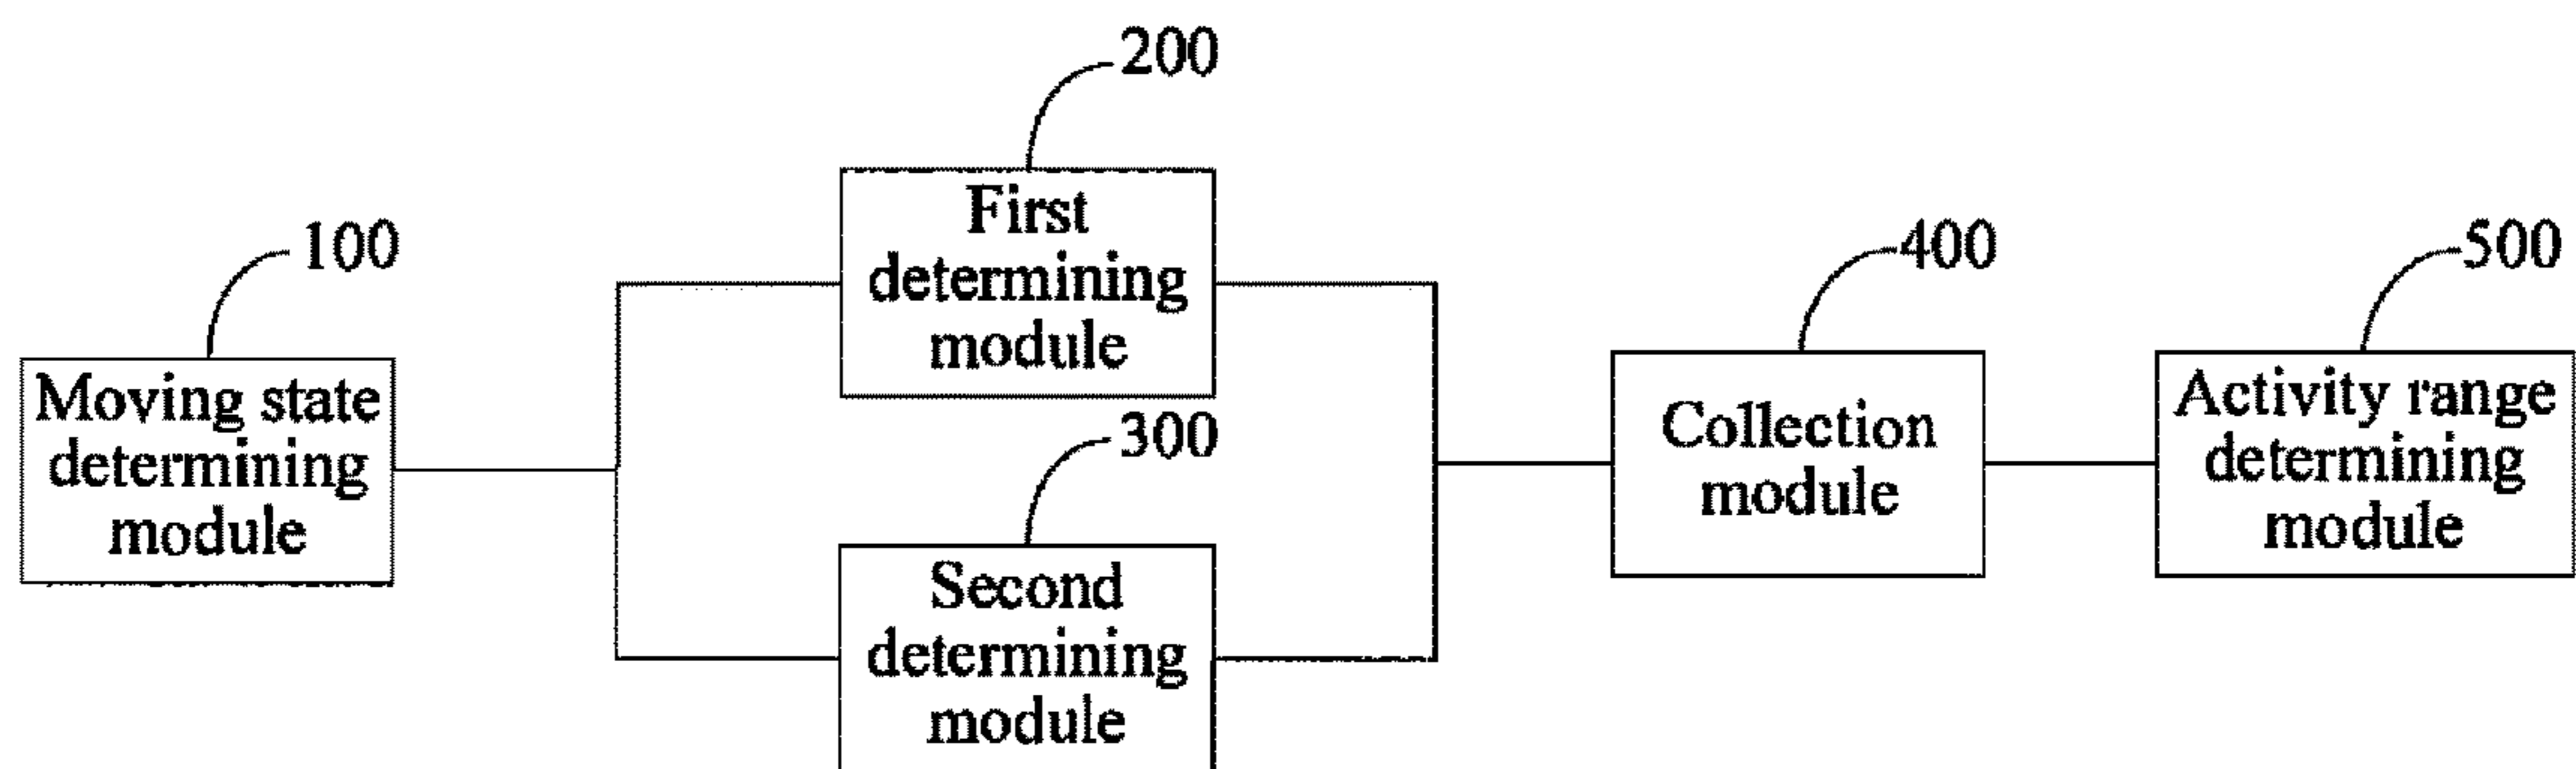 200
First
determining
module
100
Moving state
determining
module
300
Second
determining
module
400
Collection
module
500
Activity range
determining
module